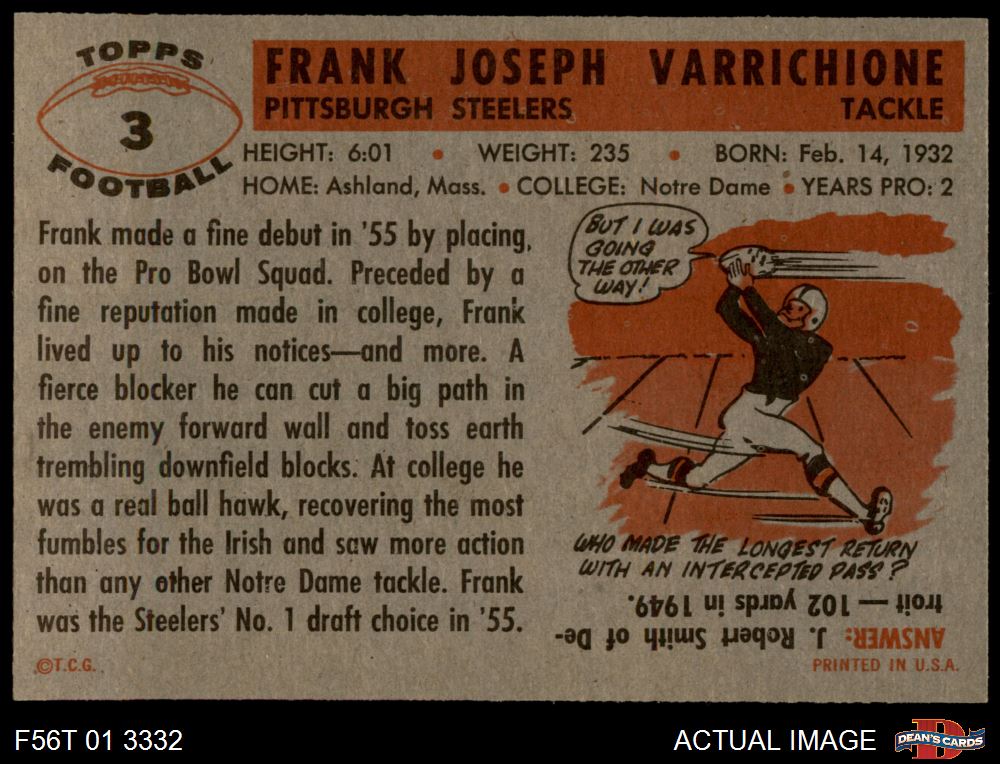 TOPPS
3
FOOTBALL
FRANK JOSEPH VARRICHIONE
PITTSBURGH STEELERS TACKLE
HEIGHT: 6:01 • WEIGHT: 235 • BORN: Feb. 14, 1932
HOME: Ashland, Mass. • COLLEGE: Notre Dame • YEARS PRO: 2
Frank made a fine debut in '55 by placing,
on the Pro Bowl Squad. Preceded by a
fine reputation made in college, Frank
lived up to his notices—and more. A
fierce blocker he can cut a big path in
the enemy forward wall and toss earth
trembling downfield blocks. At college he
was a real ball hawk, recovering the most
fumbles for the Irish and saw more action
than any other Notre Dame tackle. Frank
was the Steelers' No. 1 draft choice in '55.
©T.C.G.
BUT I WAS
GOING
THE OTHER
WAY!
WHO MADE THE LONGEST RETURN
WITH AN INTERCEPTED PASS?
ANSWER: J. Robert Smith of De-
troit — 102 yards in 1949.
PRINTED IN U.S.A.
F56T 01 3332
ACTUAL IMAGE
DEAN'S CARDS